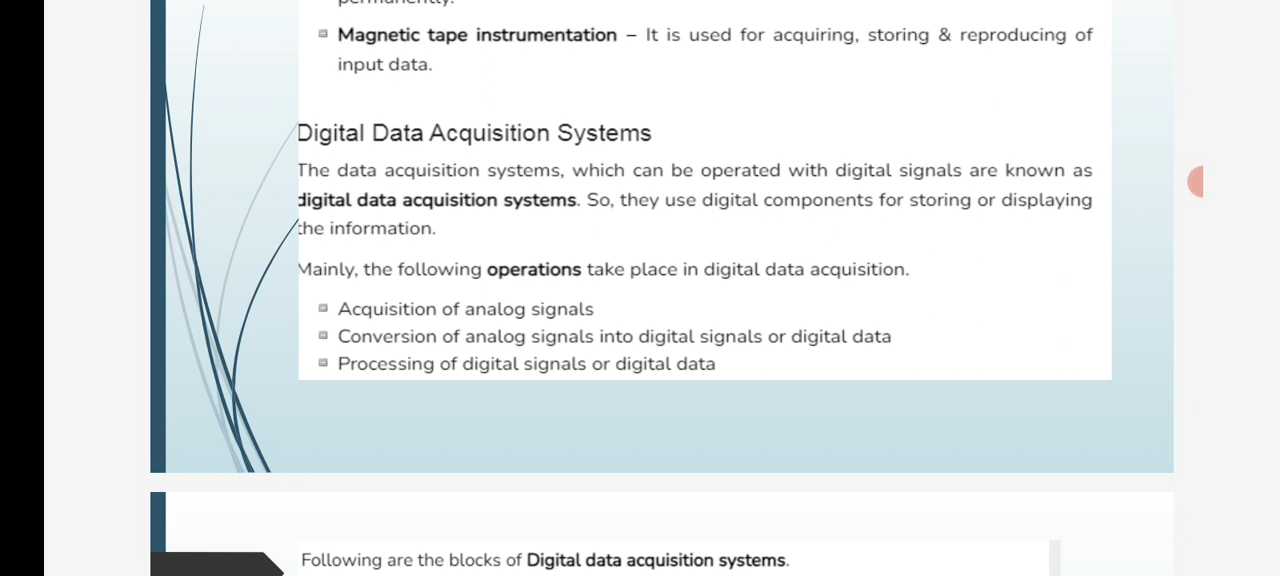 permanently.
Magnetic tape instrumentation – It is used for acquiring, storing & reproducing of
input data.
Digital Data Acquisition Systems
The data acquisition systems, which can be operated with digital signals are known as
digital data acquisition systems. So, they use digital components for storing or displaying
the information.
Mainly, the following operations take place in digital data acquisition.
Acquisition of analog signals
Conversion of analog signals into digital signals or digital data
Processing of digital signals or digital data
Following are the blocks of Digital data acquisition systems.